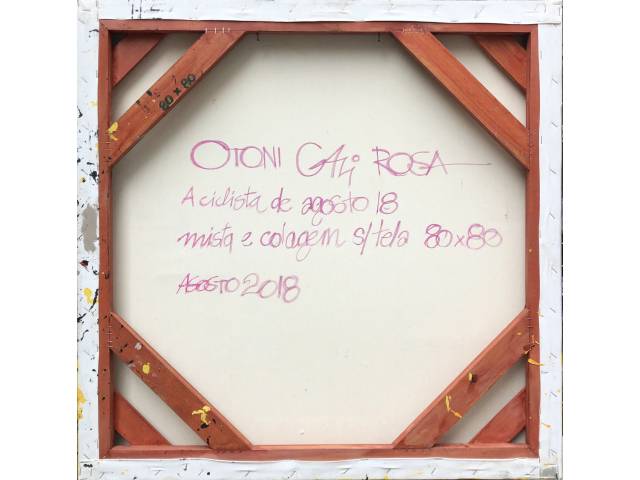 80 x 80
OTONI GALI ROSA
A ciclista de agosto 18
mista e colagem s/tela 80x80
AGOSTO 2018